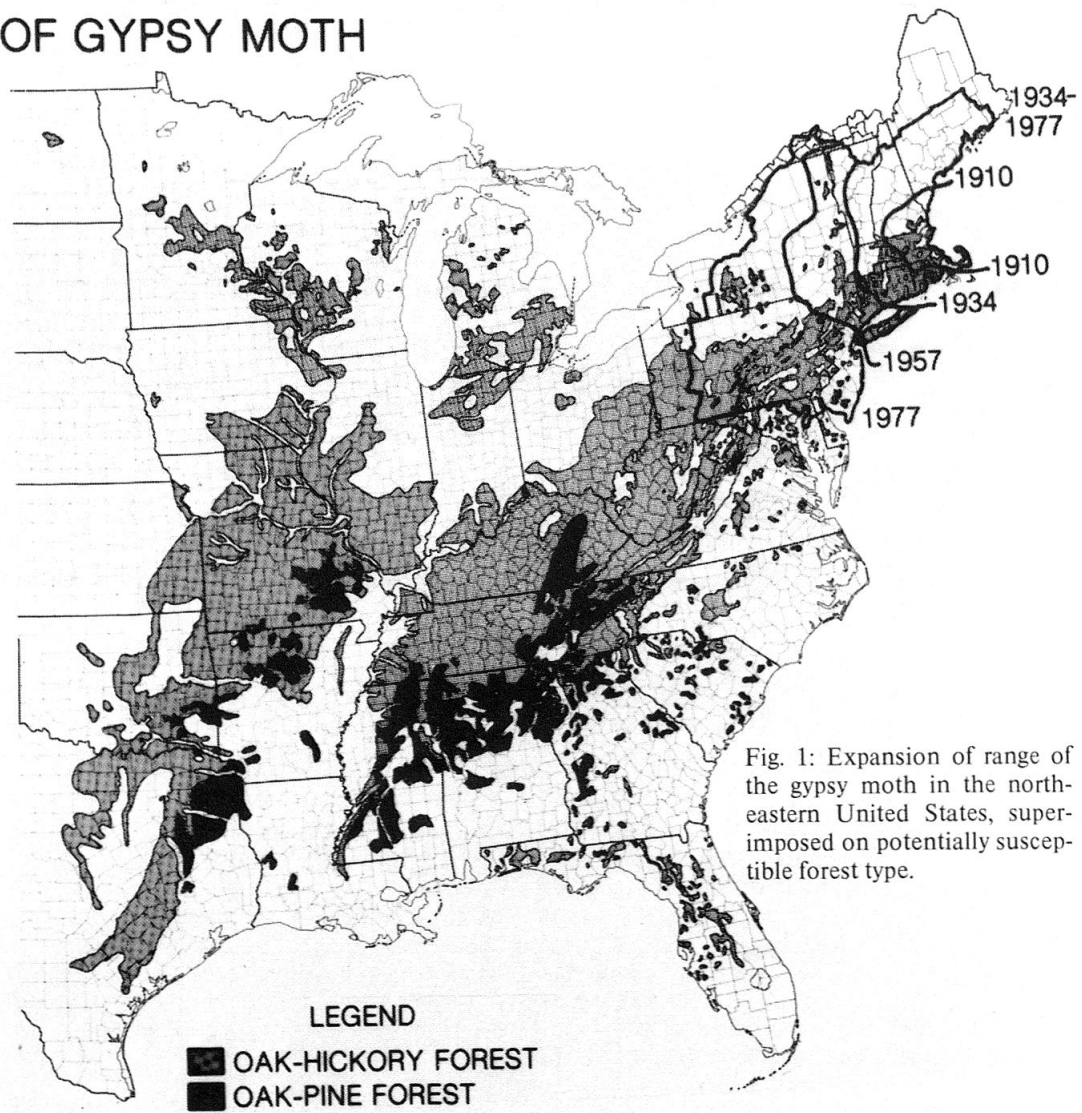 OF GYPSY MOTH
1934-
1977
1910
1910
1934
1957
1977
Fig. 1: Expansion of range of
the gypsy moth in the north-
eastern United States, super-
imposed on potentially suscep-
tible forest type.
LEGEND
OAK-HICKORY FOREST
OAK-PINE FOREST